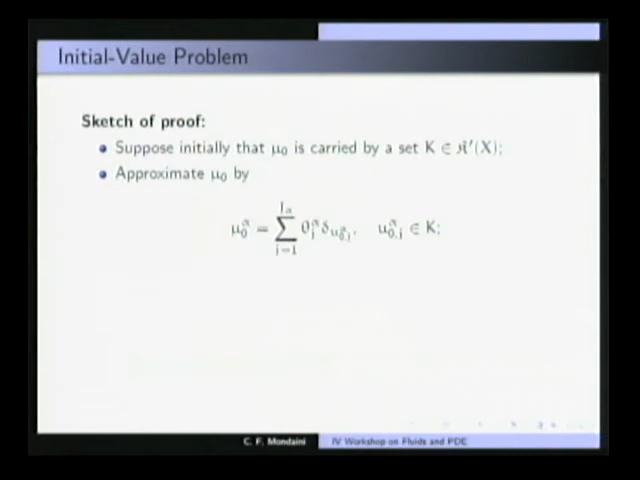 Initial-Value Problem
Sketch of proof:
Suppose initially that μ₀ is carried by a set K ∈ 𝔎′(X);
Approximate μ₀ by
μ₀^α = ∑_{j=1}^{J_α} θ_j^α δ_{u_{0,j}^α}, u_{0,j}^α ∈ K;
C. F. Mondaini IV Workshop on Fluids and PDE